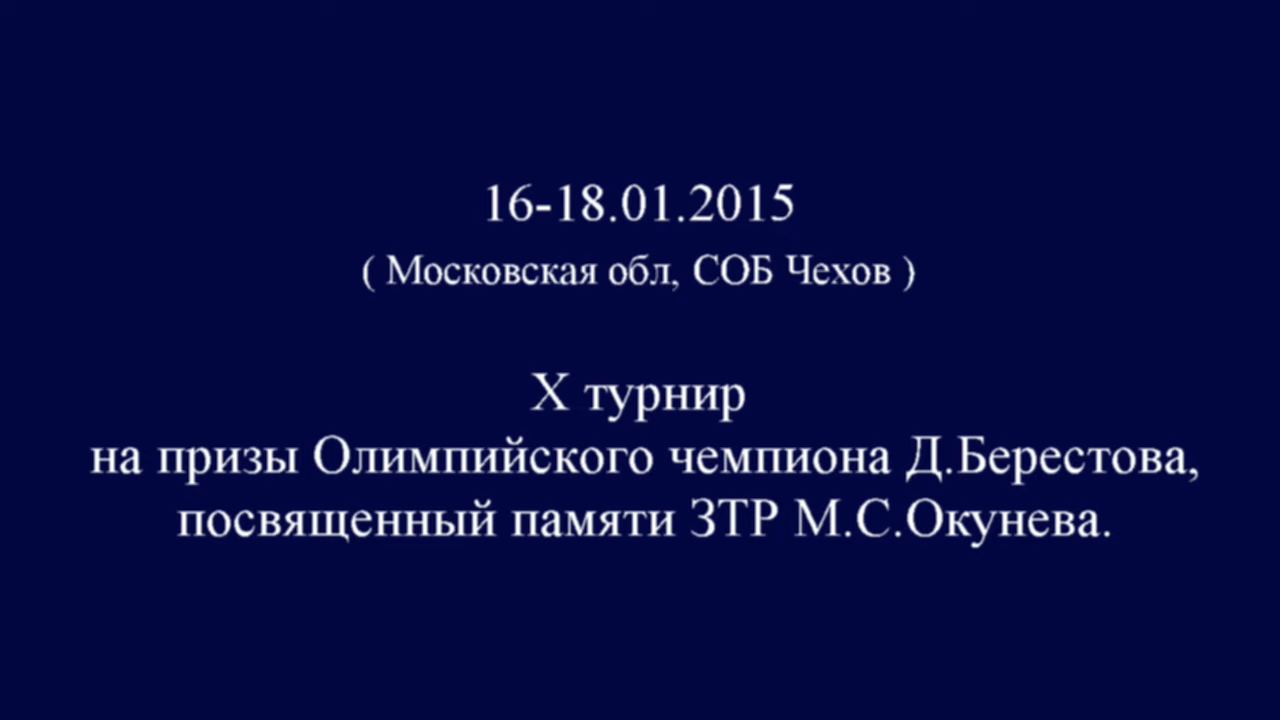 16-18.01.2015
( Московская обл, СОБ Чехов )
X турнир
на призы Олимпийского чемпиона Д.Берестова,
посвященный памяти ЗТР М.С.Окунева.